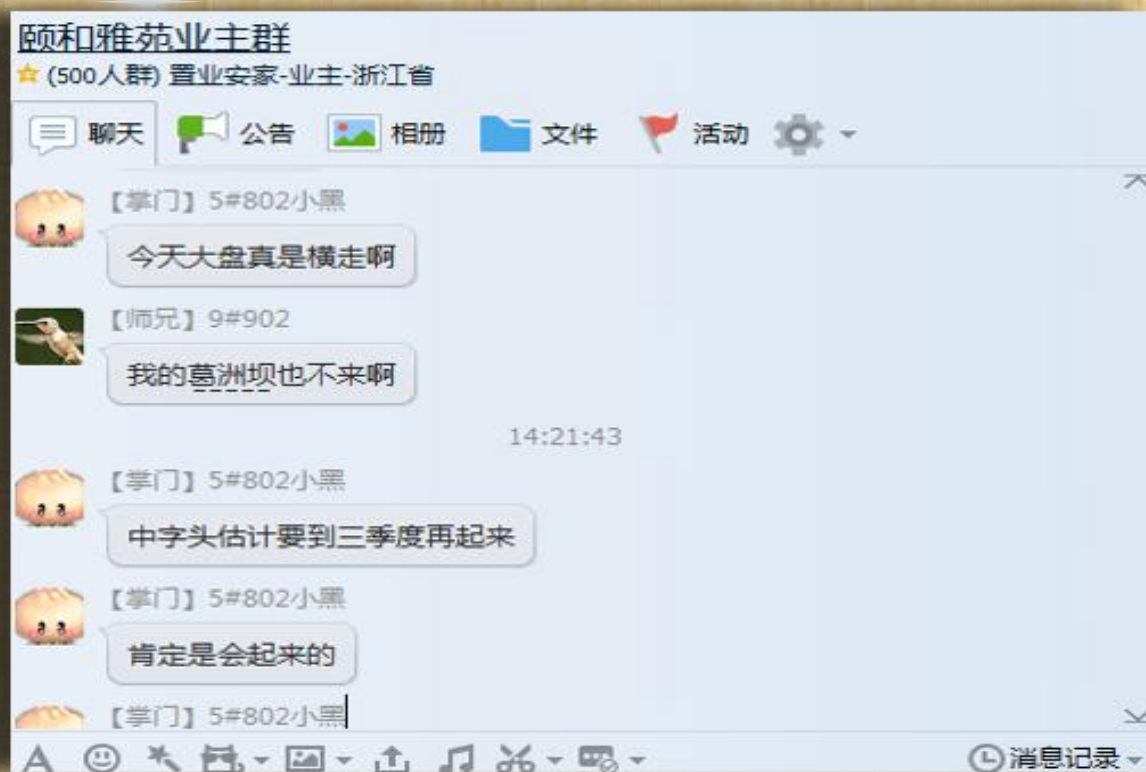 颐和雅苑业主群
(500人群) 置业安家-业主-浙江省
聊天 公告 相册 文件 活动
【掌门】5#802小黑
今天大盘真是横走啊
【师兄】9#902
我的葛洲坝也不来啊
14:21:43
【掌门】5#802小黑
中字头估计要到三季度再起来
【掌门】5#802小黑
肯定是会起来的
【掌门】5#802小黑
A 消息记录